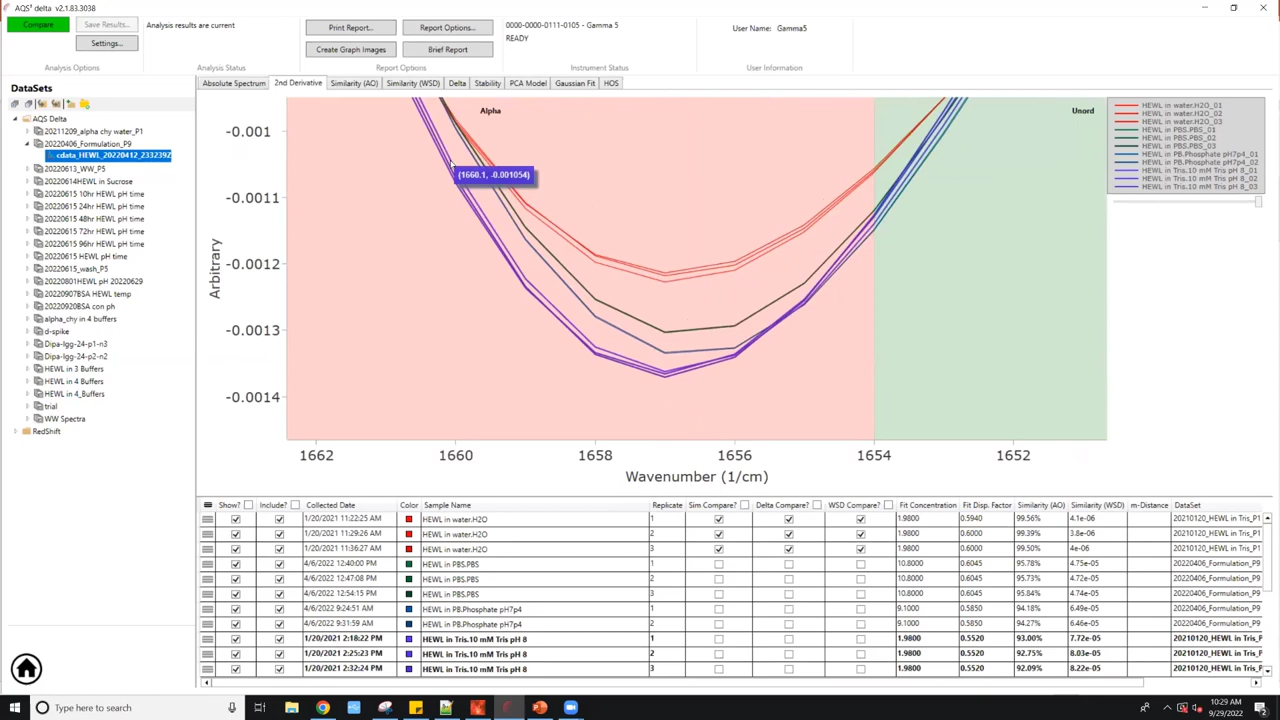 AQS³ delta v2.1.83.3038
Compare Save Results... Settings... Analysis Options
Analysis results are current Analysis Status
Print Report... Report Options... Create Graph Images Brief Report Report Options
0000-0000-0111-0105 - Gamma 5 READY Instrument Status
User Name: Gamma5 User Information
Absolute Spectrum 2nd Derivative Similarity (AO) Similarity (WSD) Delta Stability PCA Model Gaussian Fit HOS
DataSets
AQS Delta
20211209_alpha chy water_P1
20220406_Formulation_P9
cdata_HEWL_20220412_233239Z
20220613_WW_P5
20220614HEWL in Sucrose
20220615 10hr HEWL pH time
20220615 24hr HEWL pH time
20220615 48hr HEWL pH time
20220615 72hr HEWL pH time
20220615 96hr HEWL pH time
20220615 HEWL pH time
20220615_wash_P5
20220801HEWL pH 20220629
20220907BSA HEWL temp
20220920BSA con ph
alpha_chy in 4 buffers
d-spike
Dipa-Igg-24-p1-n3
Dipa-Igg-24-p2-n2
HEWL in 3 Buffers
HEWL in 4 Buffers
HEWL in 4_Buffers
trial
WW Spectra
RedShift
Alpha Unord
Arbitrary
-0.001
-0.0011
-0.0012
-0.0013
-0.0014
(1660.1, -0.001054)
1662 1660 1658 1656 1654 1652
Wavenumber (1/cm)
HEWL in water.H2O_01
HEWL in water.H2O_02
HEWL in water.H2O_03
HEWL in PBS.PBS_01
HEWL in PBS.PBS_02
HEWL in PBS.PBS_03
HEWL in PB.Phosphate pH7p4_01
HEWL in PB.Phosphate pH7p4_02
HEWL in Tris.10 mM Tris pH 8_01
HEWL in Tris.10 mM Tris pH 8_02
HEWL in Tris.10 mM Tris pH 8_03
Show? Include? Collected Date Color Sample Name Replicate Sim Compare? Delta Compare? WSD Compare? Fit Concentration Fit Disp. Factor Similarity (AO) Similarity (WSD) m-Distance DataSet
1/20/2021 11:22:25 AM HEWL in water.H2O 1 1.9800 0.5940 99.56% 4.1e-06 20210120_HEWL in Tris_P1
1/20/2021 11:29:26 AM HEWL in water.H2O 2 1.9800 0.6000 99.39% 3.8e-06 20210120_HEWL in Tris_P1
1/20/2021 11:36:27 AM HEWL in water.H2O 3 1.9800 0.6000 99.50% 4e-06 20210120_HEWL in Tris_P1
4/6/2022 12:40:00 PM HEWL in PBS.PBS 1 10.8000 0.6045 95.78% 4.75e-05 20220406_Formulation_P9
4/6/2022 12:47:08 PM HEWL in PBS.PBS 2 10.8000 0.6045 95.73% 4.72e-05 20220406_Formulation_P9
4/6/2022 12:54:15 PM HEWL in PBS.PBS 3 10.8000 0.6045 95.84% 4.74e-05 20220406_Formulation_P9
4/6/2022 9:24:51 AM HEWL in PB.Phosphate pH7p4 1 9.1000 0.5850 94.18% 6.49e-05 20220406_Formulation_P9
4/6/2022 9:31:59 AM HEWL in PB.Phosphate pH7p4 2 9.1000 0.5850 94.27% 6.46e-05 20220406_Formulation_P9
1/20/2021 2:18:22 PM HEWL in Tris.10 mM Tris pH 8 1 1.9800 0.5520 93.00% 7.72e-05 20210120_HEWL in Tris_P
1/20/2021 2:25:23 PM HEWL in Tris.10 mM Tris pH 8 2 1.9800 0.5520 92.75% 8.03e-05 20210120_HEWL in Tris_P
1/20/2021 2:32:24 PM HEWL in Tris.10 mM Tris pH 8 3 1.9800 0.5520 92.09% 8.22e-05 20210120_HEWL in Tris_P
Type here to search
10:29 AM
9/29/2022
2